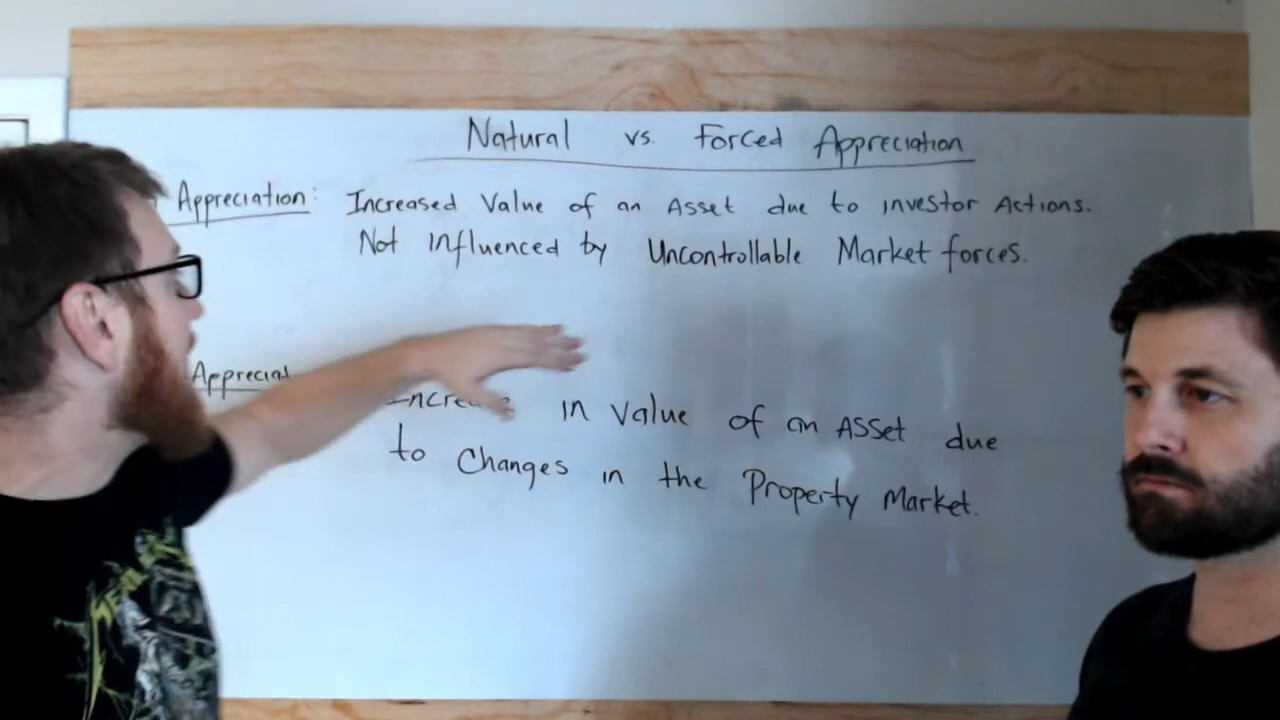 Natural vs. Forced Appreciation
Appreciation: Increased Value of an Asset due to investor Actions.
Not Influenced by Uncontrollable Market forces.
in Value of an Asset due
to Changes in the Property Market.